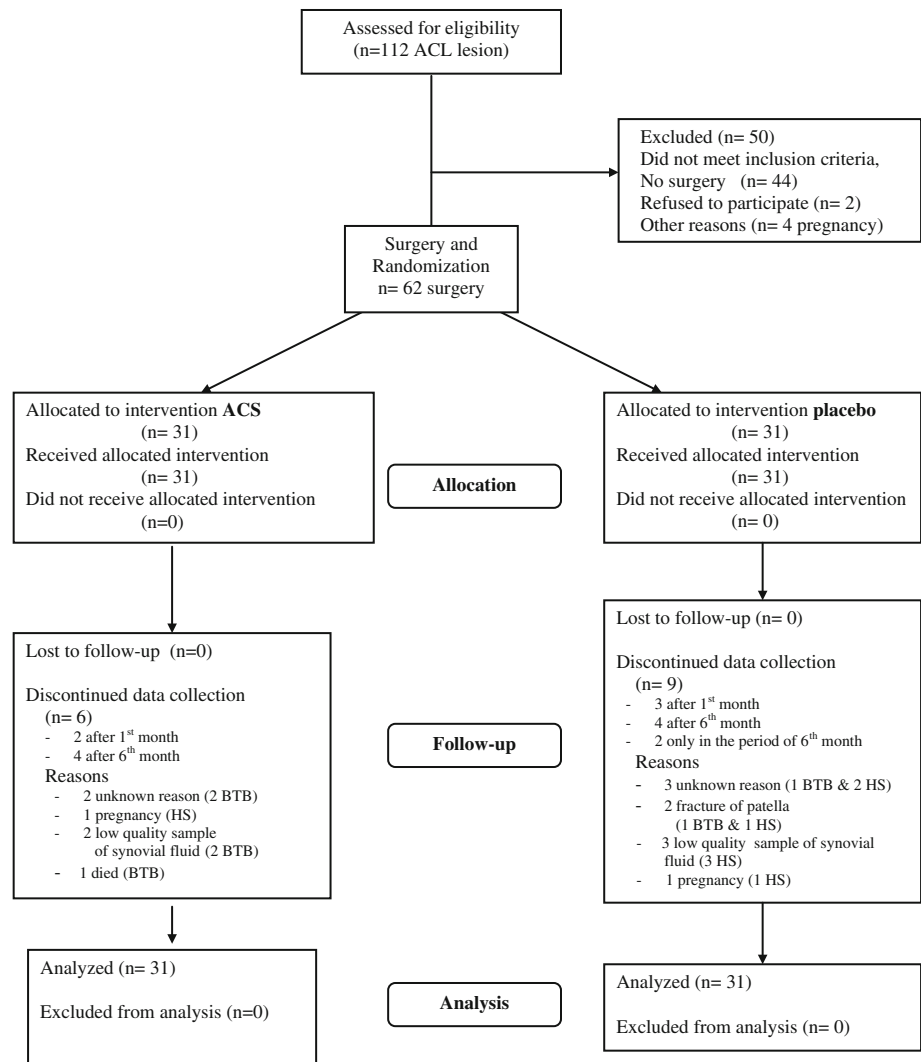 Assessed for eligibility
(n=112 ACL lesion)
Excluded (n= 50)
Did not meet inclusion criteria,
No surgery (n= 44)
Refused to participate (n= 2)
Other reasons (n= 4 pregnancy)
Surgery and
Randomization
n= 62 surgery
Allocated to intervention ACS
(n= 31)
Received allocated intervention
(n= 31)
Did not receive allocated intervention
(n=0)
Allocation
Allocated to intervention placebo
(n= 31)
Received allocated intervention
(n= 31)
Did not receive allocated intervention
(n= 0)
Lost to follow-up (n=0)
Discontinued data collection
(n= 6)
- 2 after 1st month
- 4 after 6th month
Reasons
- 2 unknown reason (2 BTB)
- 1 pregnancy (HS)
- 2 low quality sample
of synovial fluid (2 BTB)
- 1 died (BTB)
Follow-up
Lost to follow-up (n= 0)
Discontinued data collection
(n= 9)
- 3 after 1st month
- 4 after 6th month
- 2 only in the period of 6th month
Reasons
- 3 unknown reason (1 BTB & 2 HS)
- 2 fracture of patella
(1 BTB & 1 HS)
- 3 low quality sample of synovial
fluid (3 HS)
- 1 pregnancy (1 HS)
Analyzed (n= 31)
Excluded from analysis (n=0)
Analysis
Analyzed (n= 31)
Excluded from analysis (n= 0)